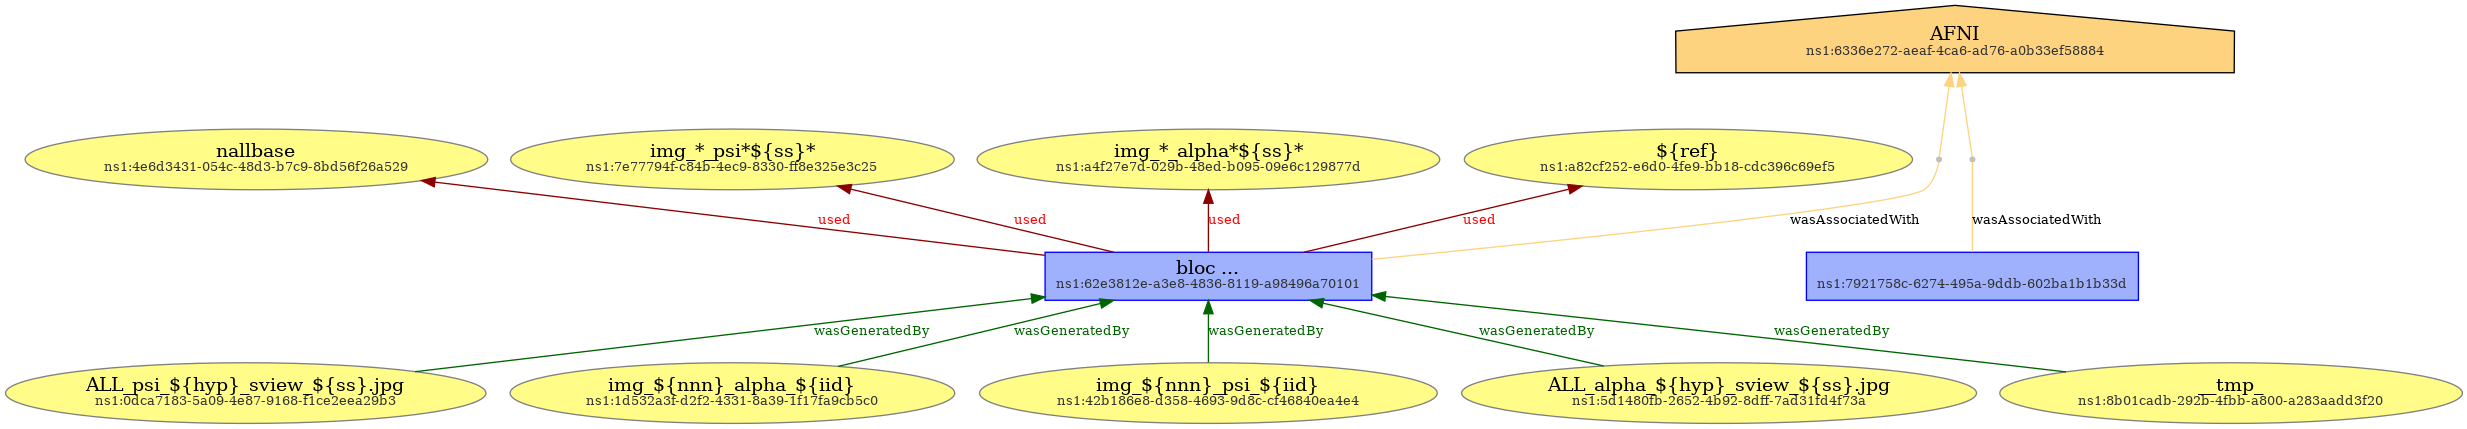 AFNI
ns1:6336e272-aeaf-4ca6-ad76-a0b33ef58884
nallbase
ns1:4e6d3431-054c-48d3-b7c9-8bd56f26a529
img_*_psi*${ss}*
ns1:7e77794f-c84b-4ec9-8330-ff8e325e3c25
img_*_alpha*${ss}*
ns1:a4f27e7d-029b-48ed-b095-09e6c129877d
${ref}
ns1:a82cf252-e6d0-4fe9-bb18-cdc396c69ef5
used
used
used
used
wasAssociatedWith
wasAssociatedWith
bloc ...
ns1:62e3812e-a3e8-4836-8119-a98496a70101
ns1:7921758c-6274-495a-9ddb-602ba1b1b33d
wasGeneratedBy
wasGeneratedBy
wasGeneratedBy
wasGeneratedBy
wasGeneratedBy
ALL_psi_${hyp}_sview_${ss}.jpg
ns1:0dca7183-5a09-4e87-9168-f1ce2eea29b3
img_${nnn}_alpha_${iid}
ns1:1d532a3f-d2f2-4331-8a39-1f17fa9cb5c0
img_${nnn}_psi_${iid}
ns1:42b186e8-d358-4693-9d8c-cf46840ea4e4
ALL_alpha_${hyp}_sview_${ss}.jpg
ns1:5d1480fb-2652-4b92-8dff-7ad31fd4f73a
__tmp_
ns1:8b01cadb-292b-4fbb-a800-a283aadd3f20